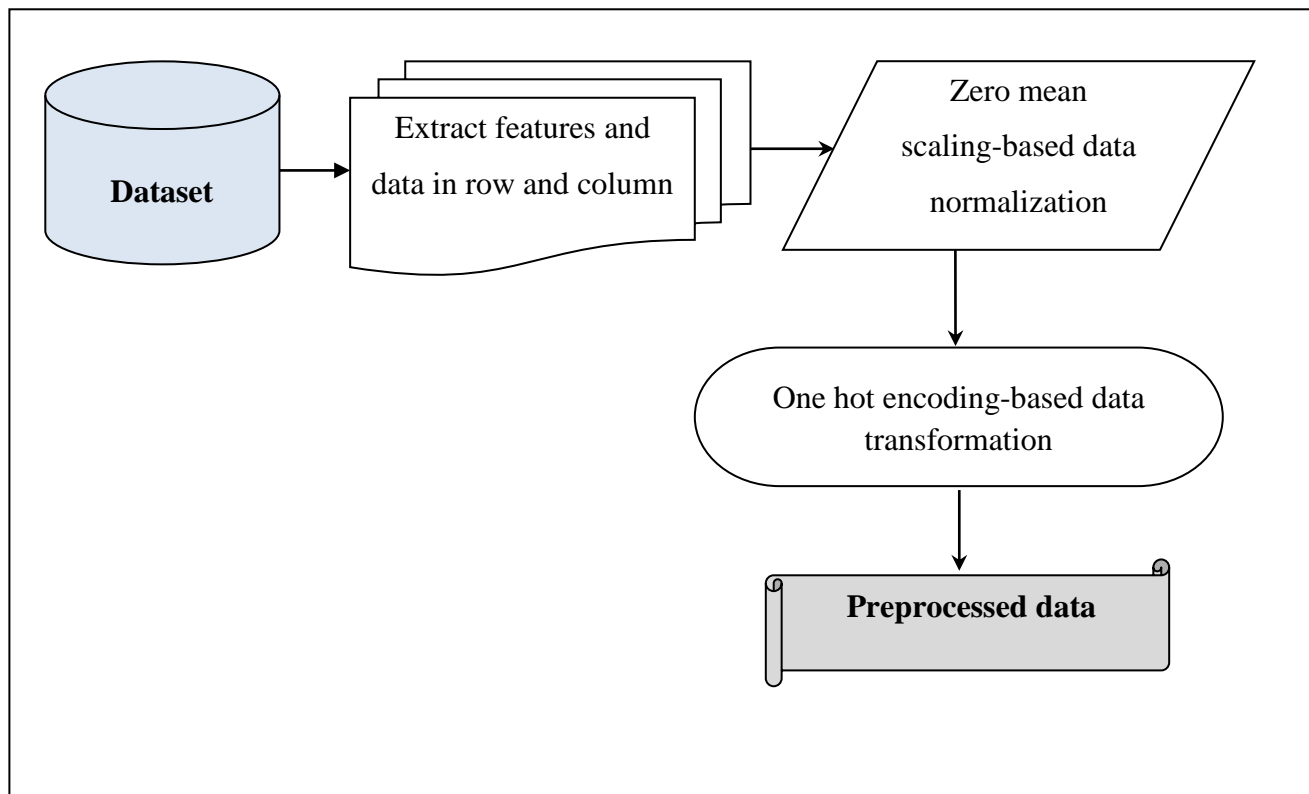 Dataset
Extract features and
data in row and column
Zero mean
scaling-based data
normalization
One hot encoding-based data
transformation
Preprocessed data